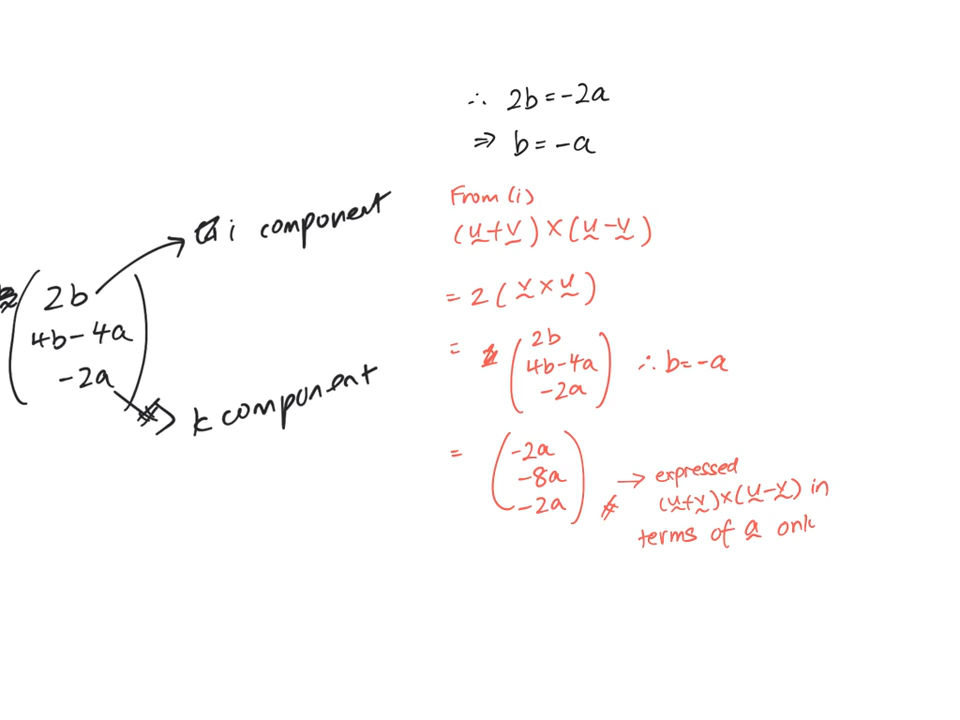 ∴ 2b = -2a
⇒ b = -a
i component
2b
4b - 4a
-2a
k component
From (i)
(u+v) × (u-v)
= 2(v × u)
= (2b
4b-4a
-2a) ∴ b = -a
= (-2a
-8a
-2a)
→ expressed
(u+v)×(u-v) in
terms of a only